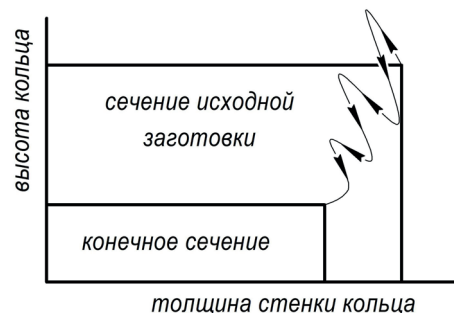 высота кольца
сечение исходной
заготовки
конечное сечение
толщина стенки кольца